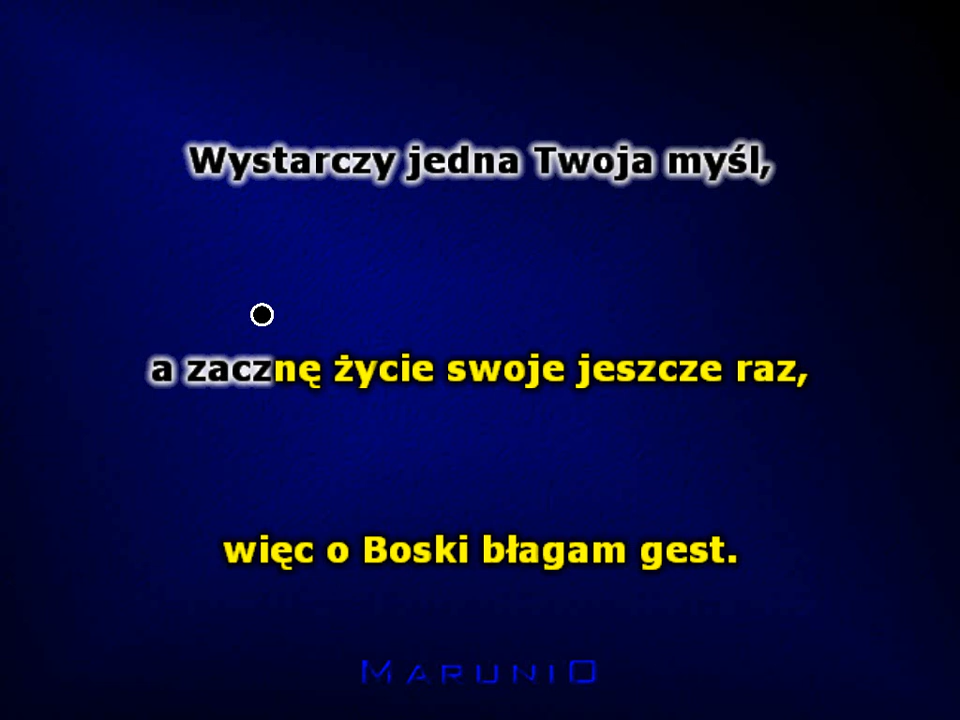 Wystarczy jedna Twoja myśl,
a zacznę życie swoje jeszcze raz,
więc o Boski błagam gest.
MARUNIO